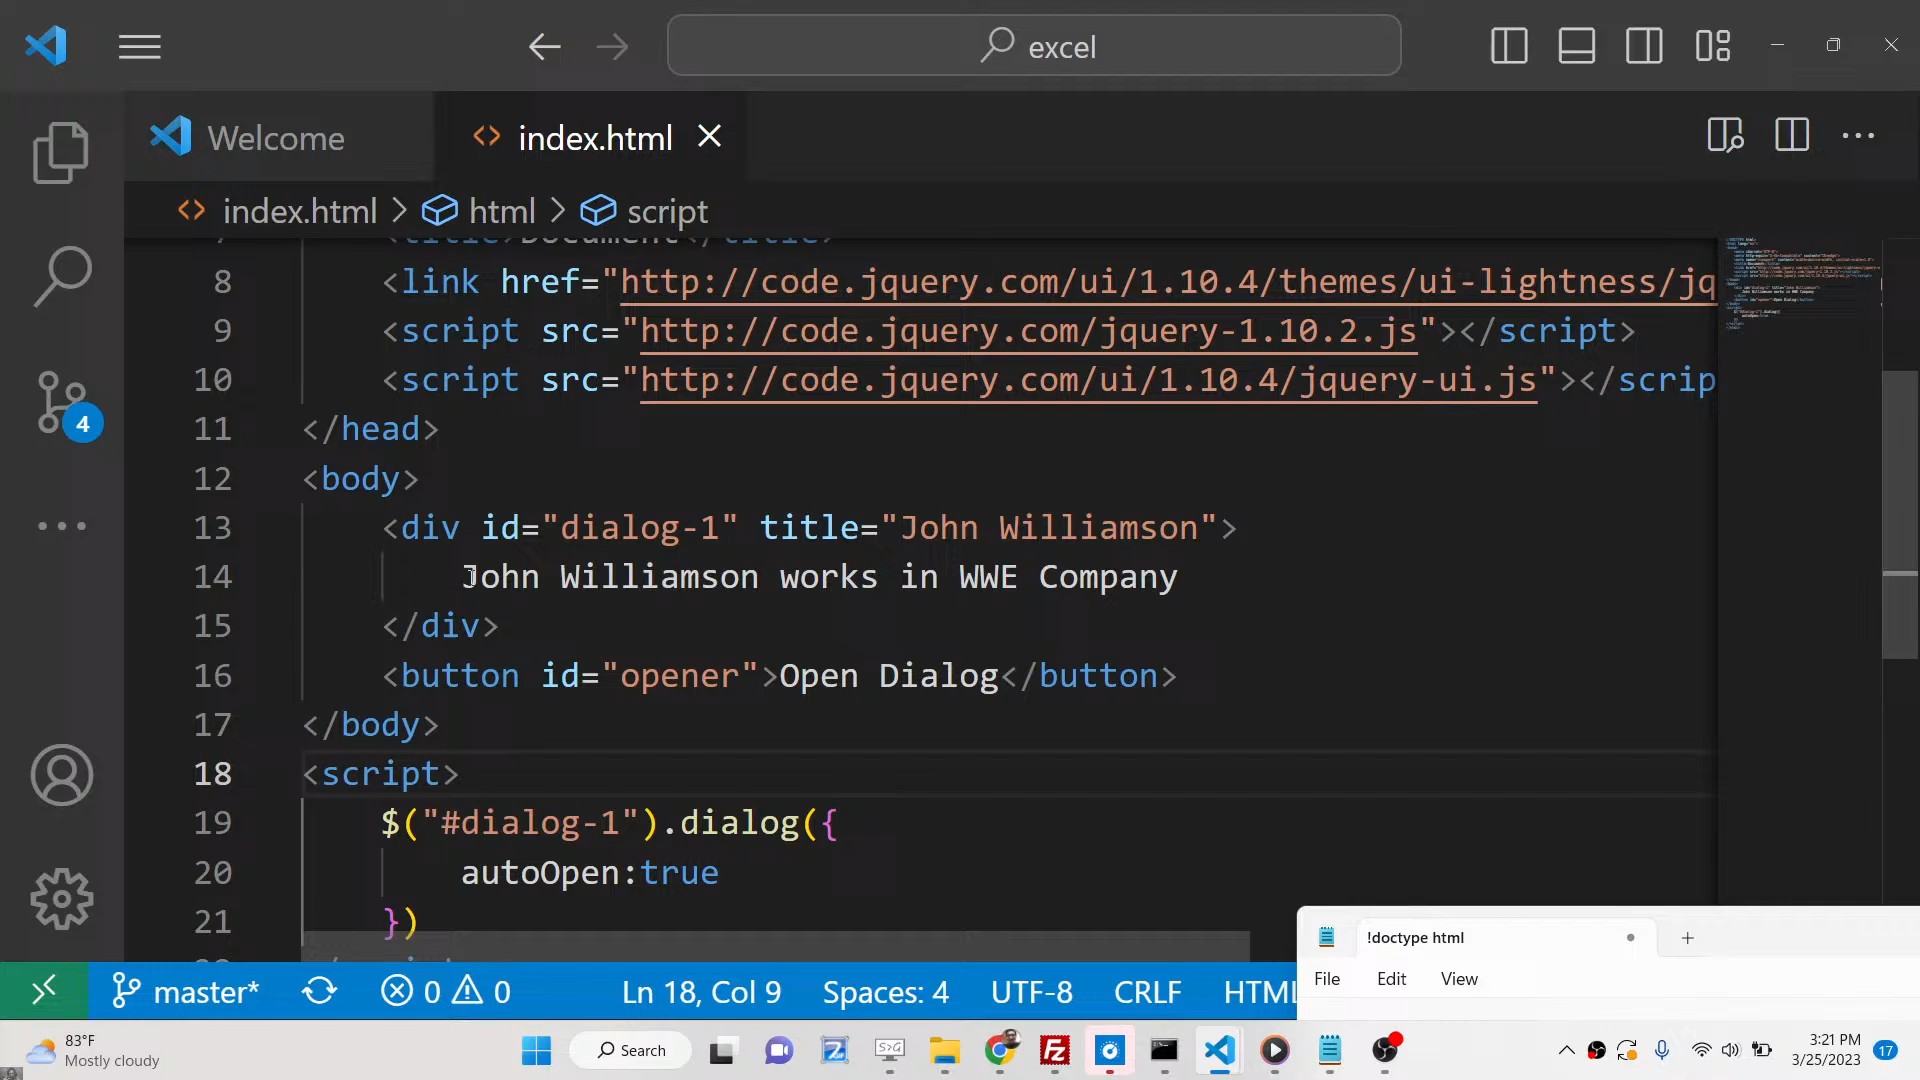 excel
Welcome
index.html
index.html > html > script
8 <link href="http://code.jquery.com/ui/1.10.4/themes/ui-lightness/jq
9 <script src="http://code.jquery.com/jquery-1.10.2.js"></script>
10 <script src="http://code.jquery.com/ui/1.10.4/jquery-ui.js"></scrip
11 </head>
12 <body>
13 <div id="dialog-1" title="John Williamson">
14 John Williamson works in WWE Company
15 </div>
16 <button id="opener">Open Dialog</button>
17 </body>
18 <script>
19 $("#dialog-1").dialog({
20 autoOpen:true
21 })
4
!doctype html
File Edit View
master* 0 0 Ln 18, Col 9 Spaces: 4 UTF-8 CRLF HTML
83°F
Mostly cloudy
Search
3:21 PM
3/25/2023
17